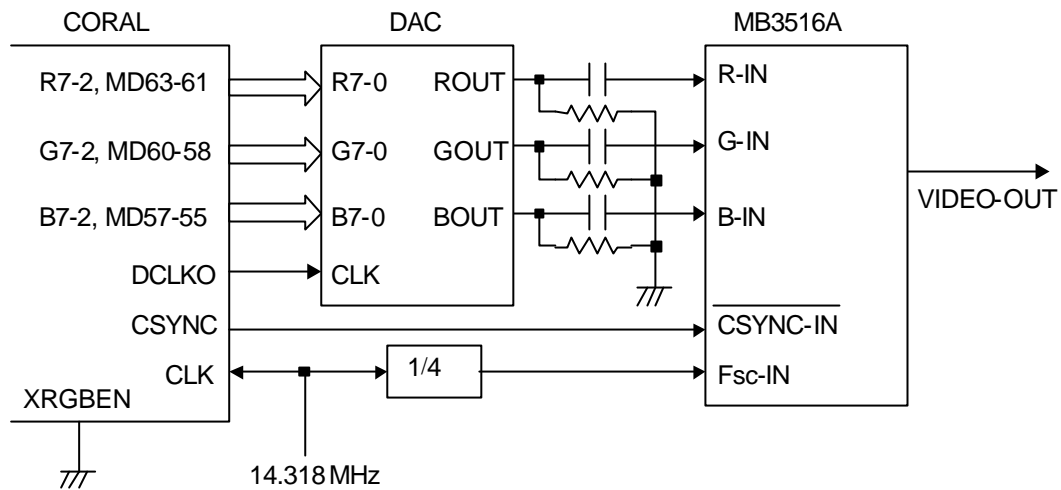 CORAL
DAC
MB3516A
R7-2, MD63-61
R7-0
ROUT
R-IN
G7-2, MD60-58
G7-0
GOUT
G-IN
B7-2, MD57-55
B7-0
BOUT
B-IN
VIDEO-OUT
DCLKO
CLK
CSYNC
CSYNC-IN
CLK
1/4
Fsc-IN
XRGBEN
14.318 MHz